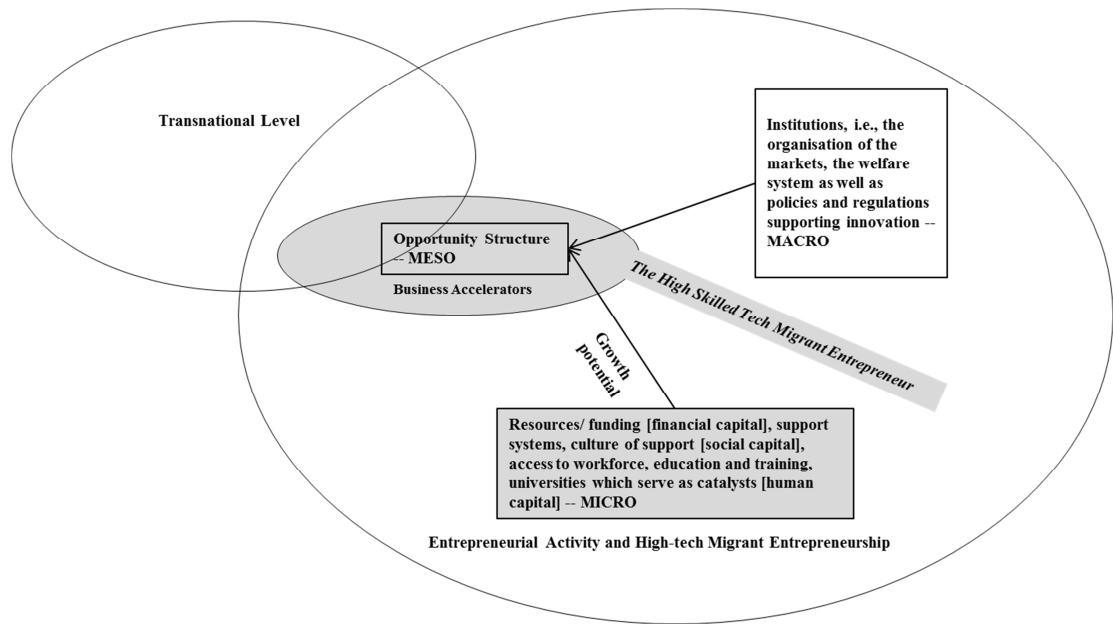 Transnational Level
Institutions, i.e., the
organisation of the
markets, the welfare
system as well as
policies and regulations
supporting innovation --
MACRO
Opportunity Structure
-- MESO
Business Accelerators
The High Skilled Tech Migrant Entrepreneur
Growth
potential
Resources/ funding [financial capital], support
systems, culture of support [social capital],
access to workforce, education and training,
universities which serve as catalysts [human
capital] -- MICRO
Entrepreneurial Activity and High-tech Migrant Entrepreneurship